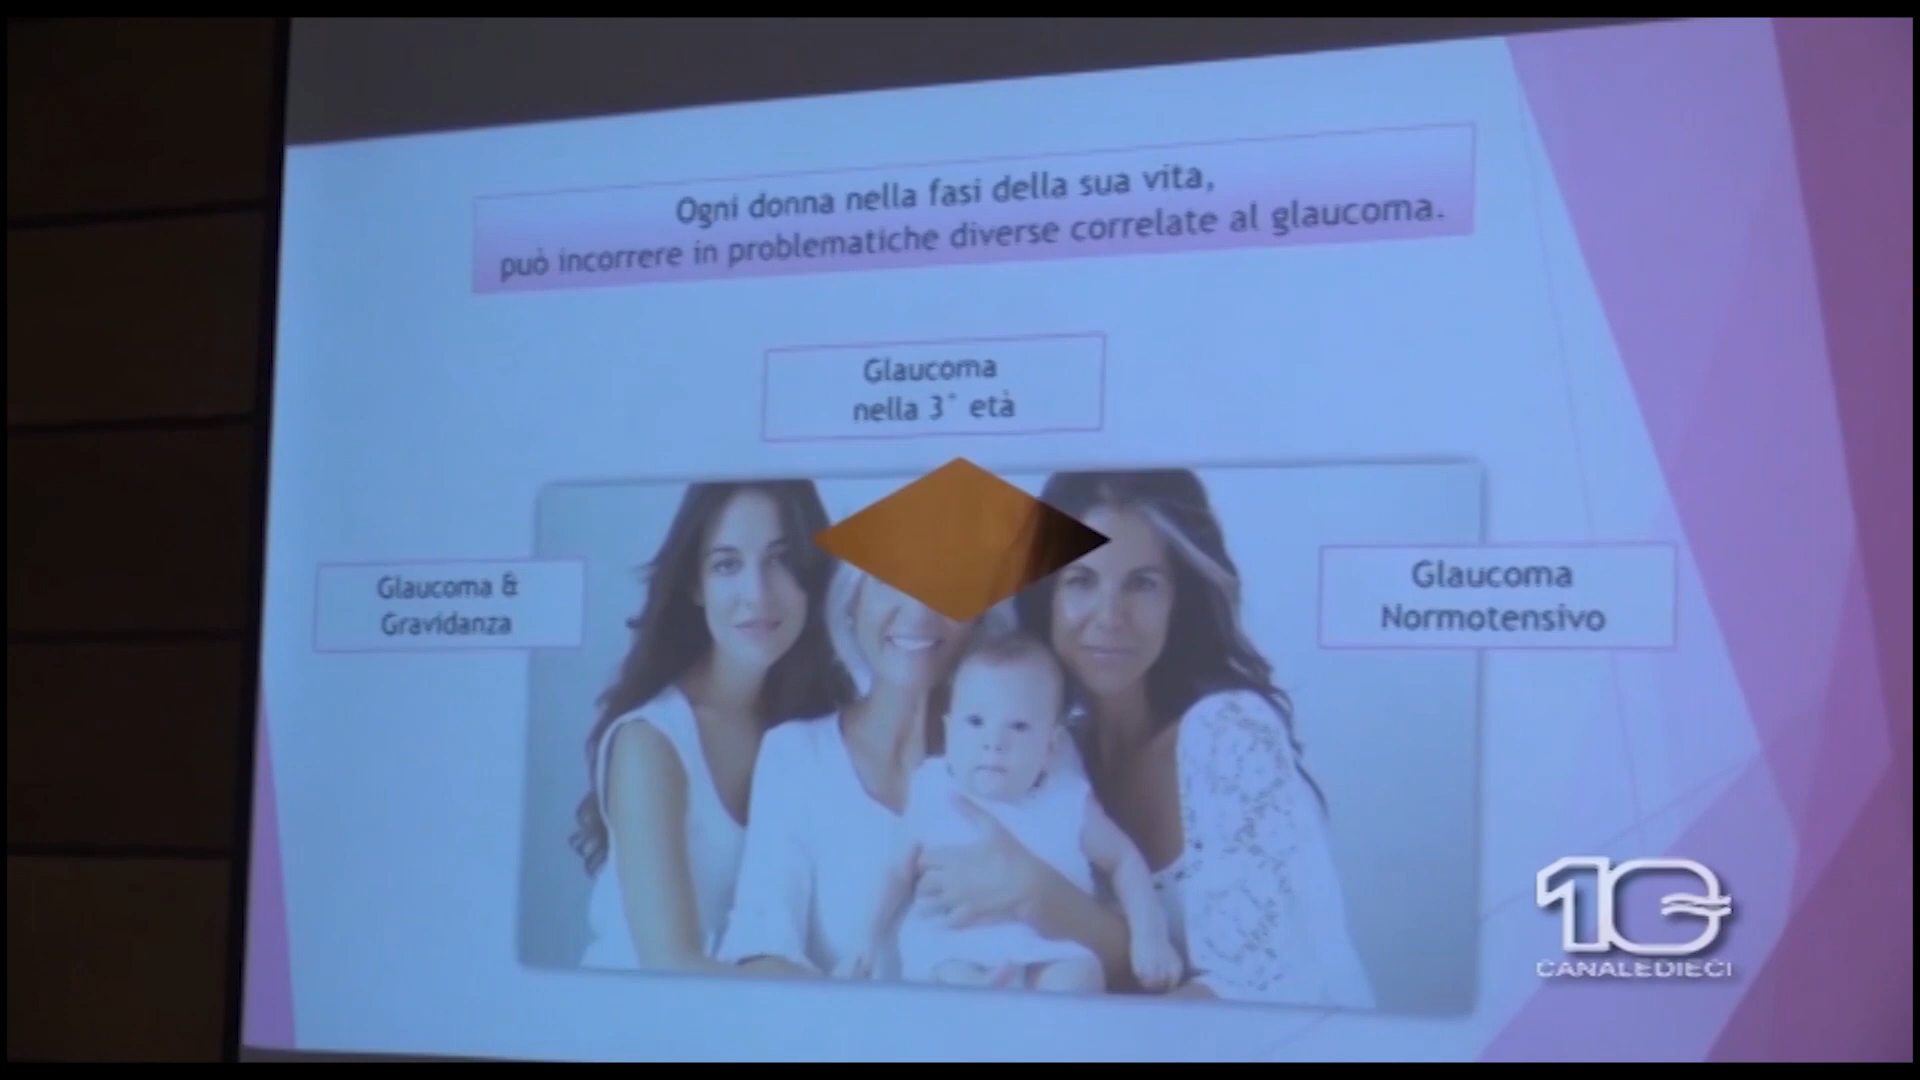 Ogni donna nella fasi della sua vita,
può incorrere in problematiche diverse correlate al glaucoma.
Glaucoma
nella 3° età
Glaucoma &
Gravidanza
Glaucoma
Normotensivo
10
CANALEDIECI